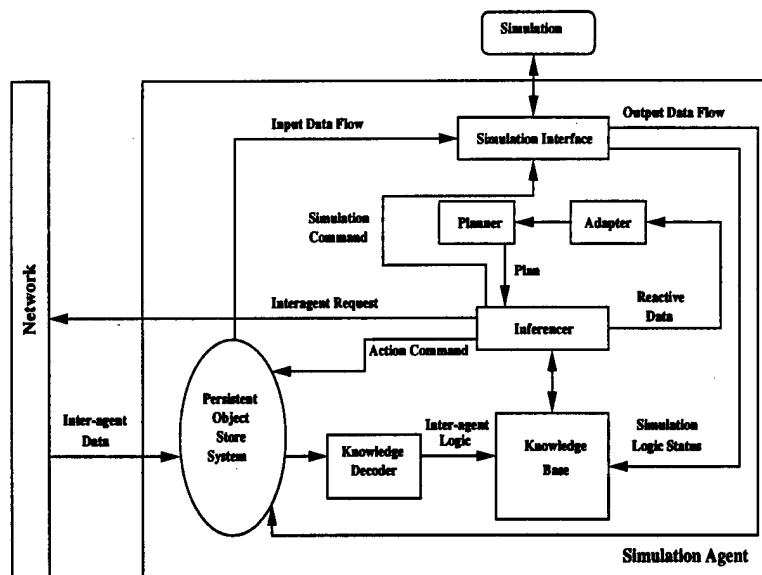 Simulation
Input Data Flow
Output Data Flow
Simulation Interface
Simulation
Command
Planner
Adapter
Plan
Interagent Request
Reactive
Data
Inferencer
Action Command
Network
Persistent
Object
Store
System
Inter-agent
Data
Inter-agent
Logic
Knowledge
Decoder
Knowledge
Base
Simulation
Logic Status
Simulation Agent